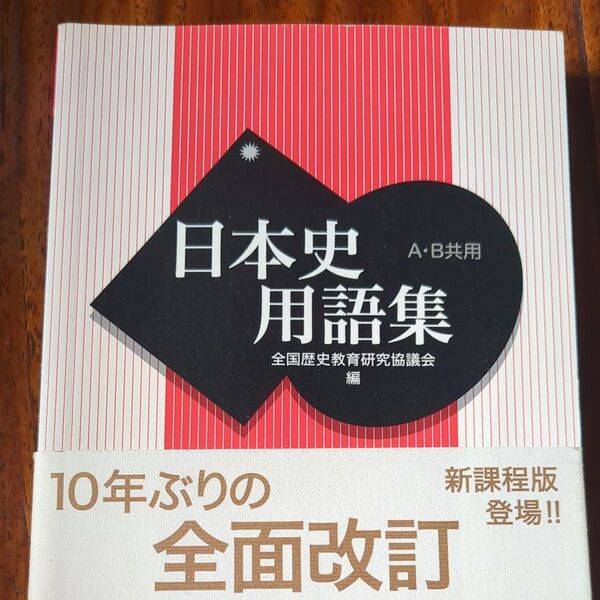 日本史
A・B共用
用語集
全国歴史教育研究協議会
編
10年ぶりの
全面改訂
新課程版
登場!!